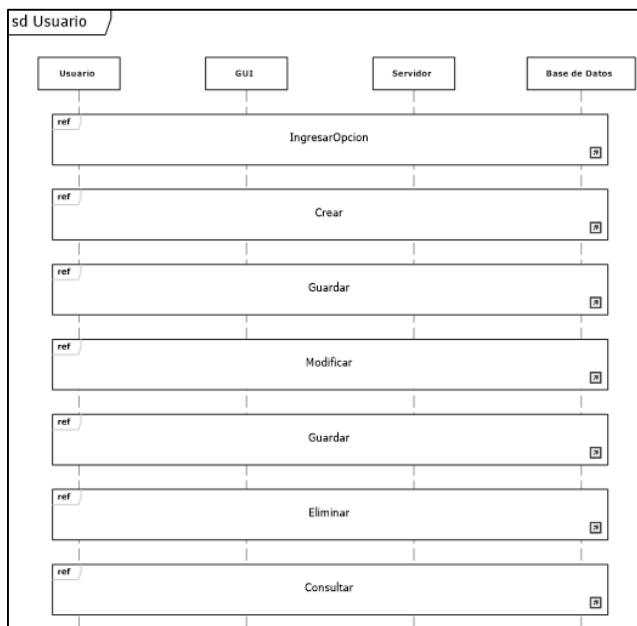 sd Usuario
Usuario GUI Servidor Base de Datos
ref
IngresarOpcion
ref
Crear
ref
Guardar
ref
Modificar
ref
Guardar
ref
Eliminar
ref
Consultar